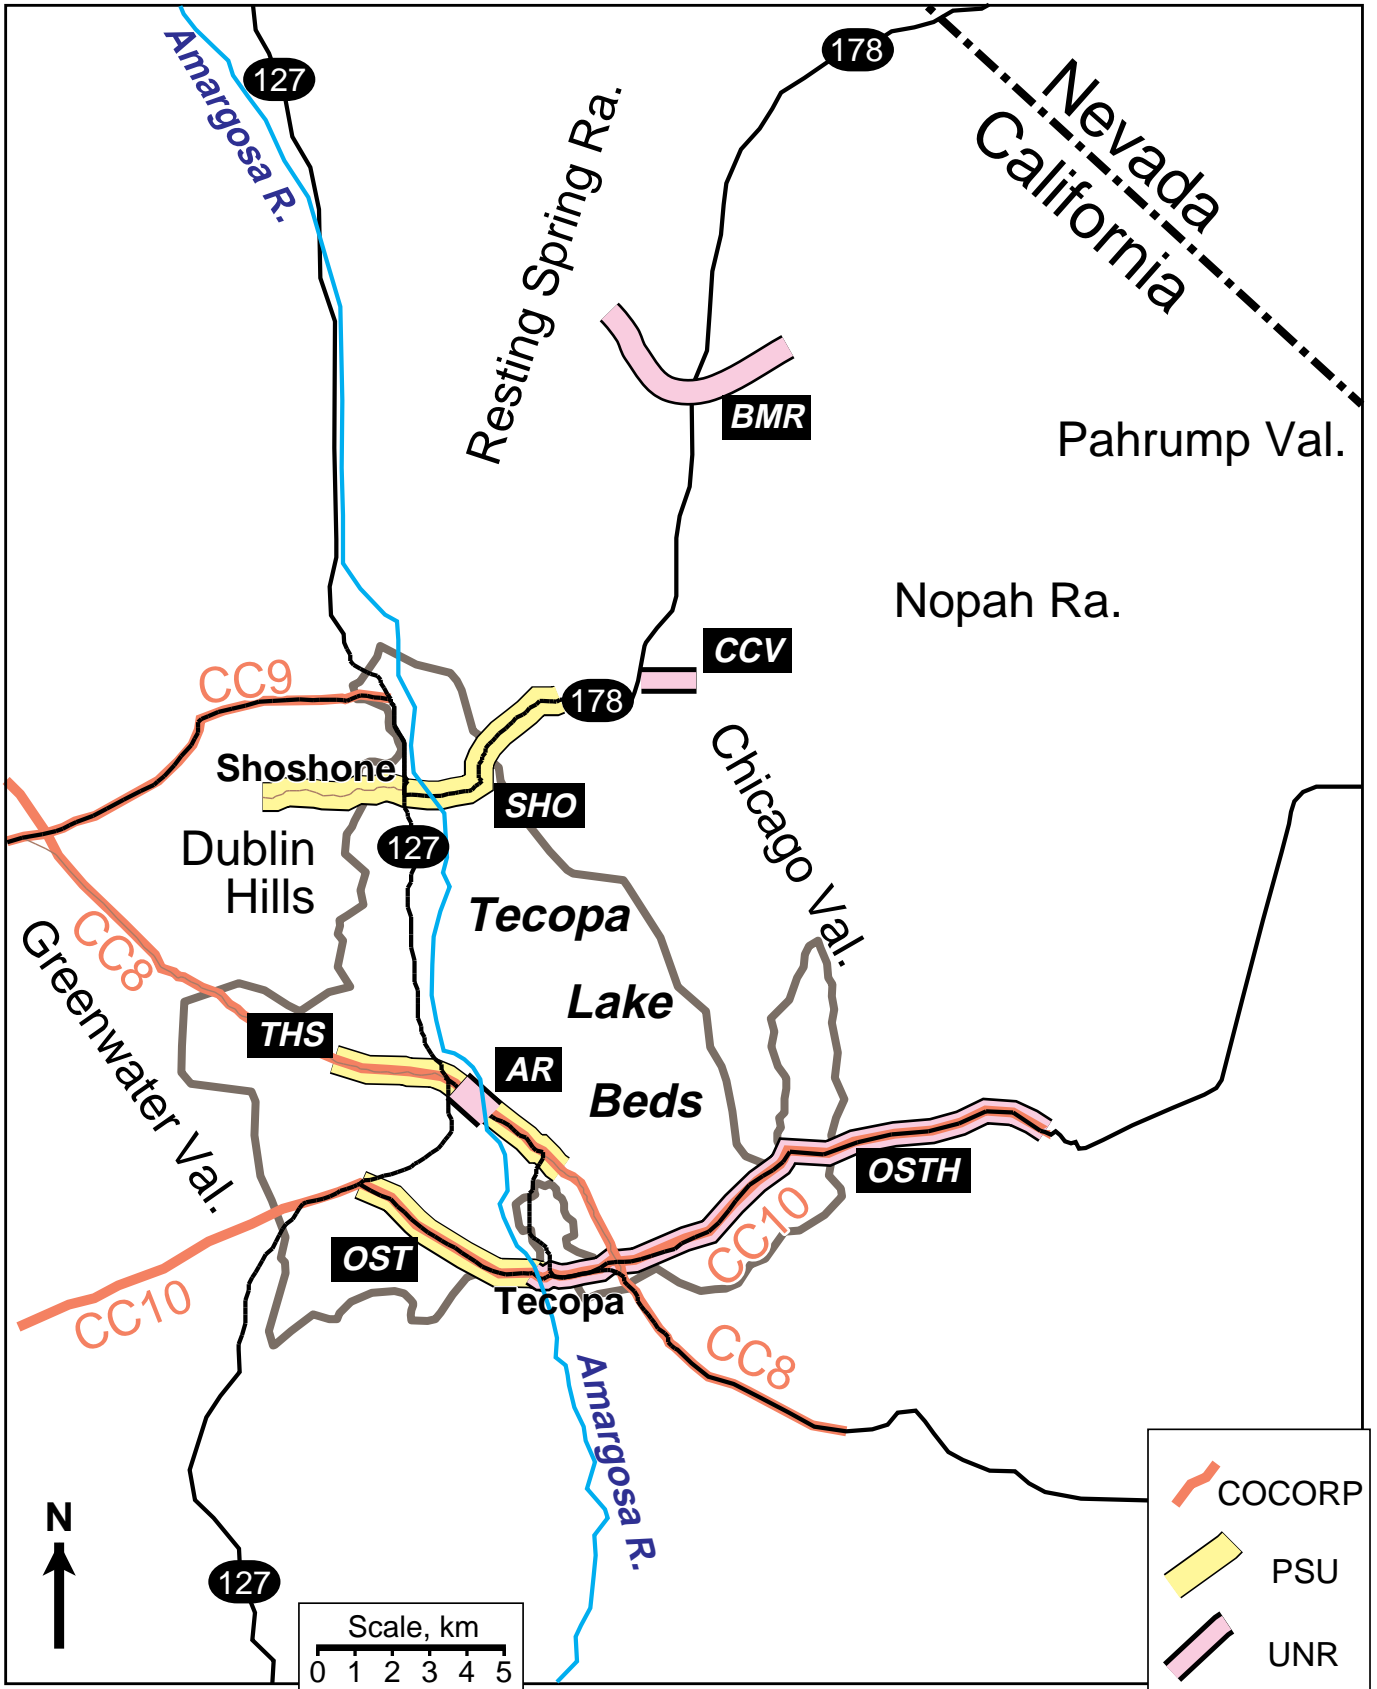 178
127
Amargosa R.
Nevada
California
Resting Spring Ra.
BMR
Pahrump Val.
Nopah Ra.
CCV
CC9
178
Shoshone
SHO
Chicago Val.
127
Dublin
Hills
Tecopa
Lake
Beds
CC8
Greenwater Val.
THS
AR
OSTH
CC10
OST
CC10
Tecopa
CC8
Amargosa R.
N
127
Scale, km
0 1 2 3 4 5
COCORP
PSU
UNR